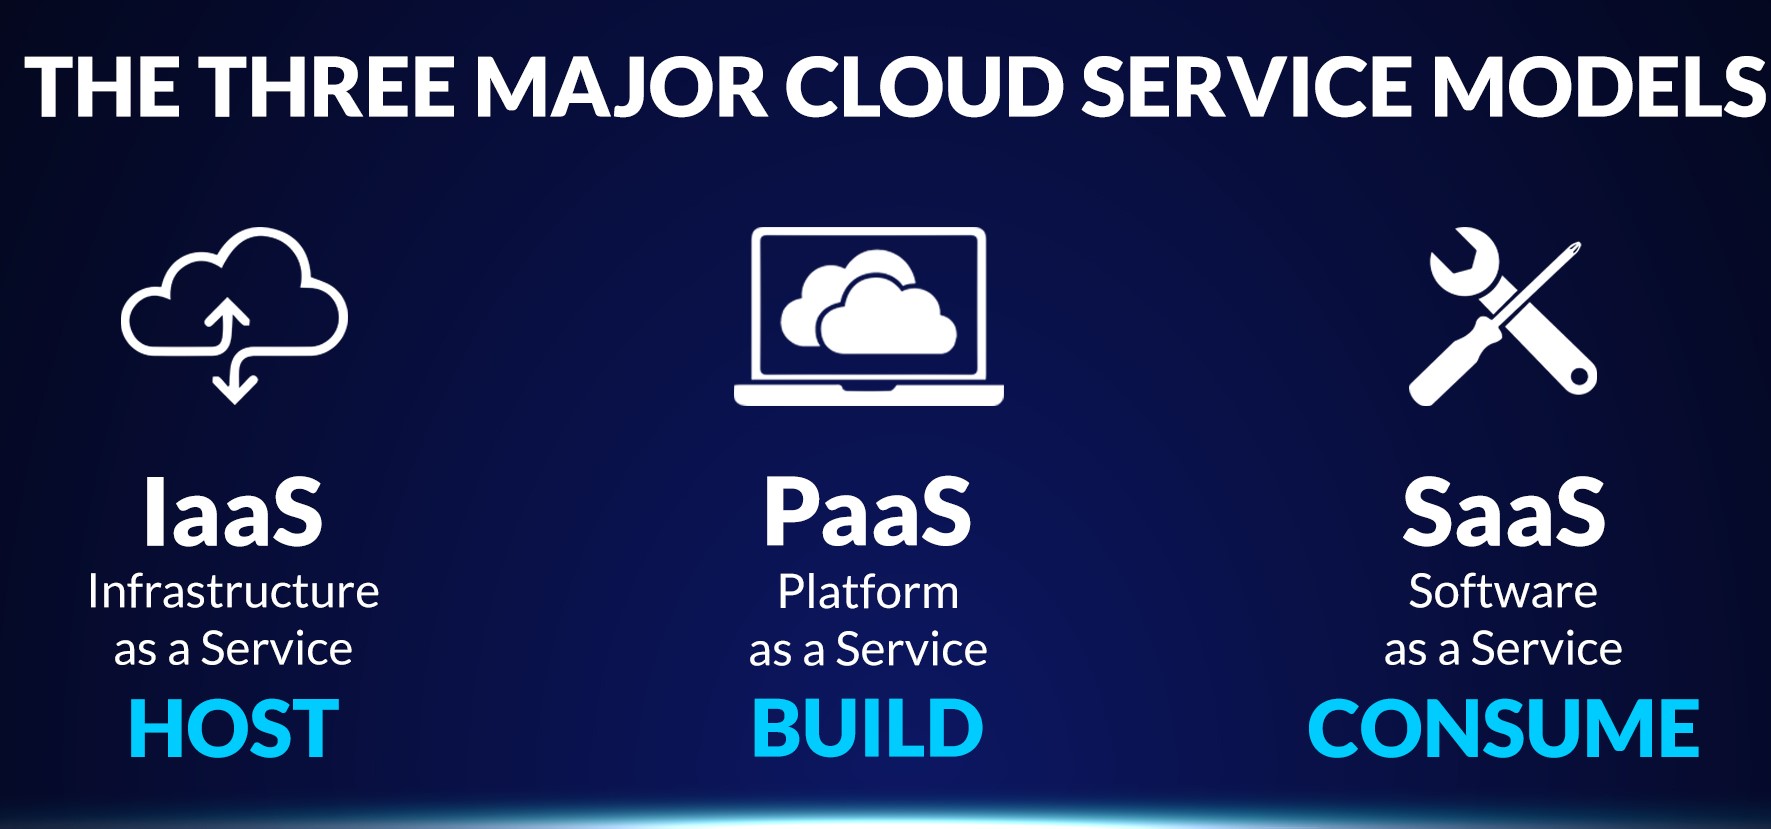 THE THREE MAJOR CLOUD SERVICE MODELS
IaaS
Infrastructure
as a Service
HOST
PaaS
Platform
as a Service
BUILD
SaaS
Software
as a Service
CONSUME